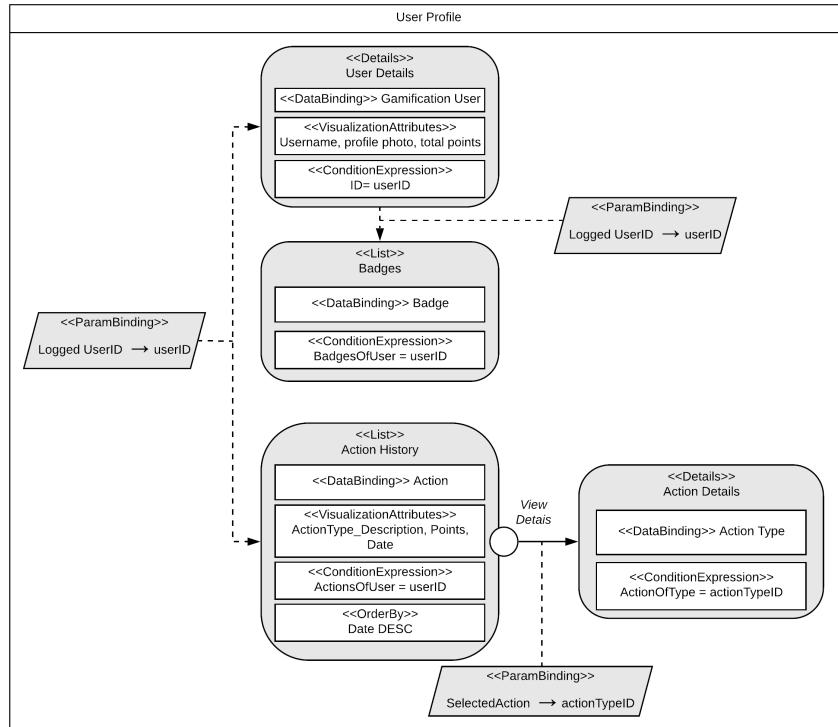 User Profile
<<Details>>
User Details
<<DataBinding>> Gamification User
<<VisualizationAttributes>>
Username, profile photo, total points
<<ConditionExpression>>
ID= userID
<<ParamBinding>>
Logged UserID → userID
<<List>>
Badges
<<DataBinding>> Badge
<<ConditionExpression>>
BadgesOfUser = userID
<<ParamBinding>>
Logged UserID → userID
<<List>>
Action History
<<DataBinding>> Action
<<VisualizationAttributes>>
ActionType_Description, Points,
Date
<<ConditionExpression>>
ActionsOfUser = userID
<<OrderBy>>
Date DESC
View
Detais
<<Details>>
Action Details
<<DataBinding>> Action Type
<<ConditionExpression>>
ActionOfType = actionTypeID
<<ParamBinding>>
SelectedAction → actionTypeID